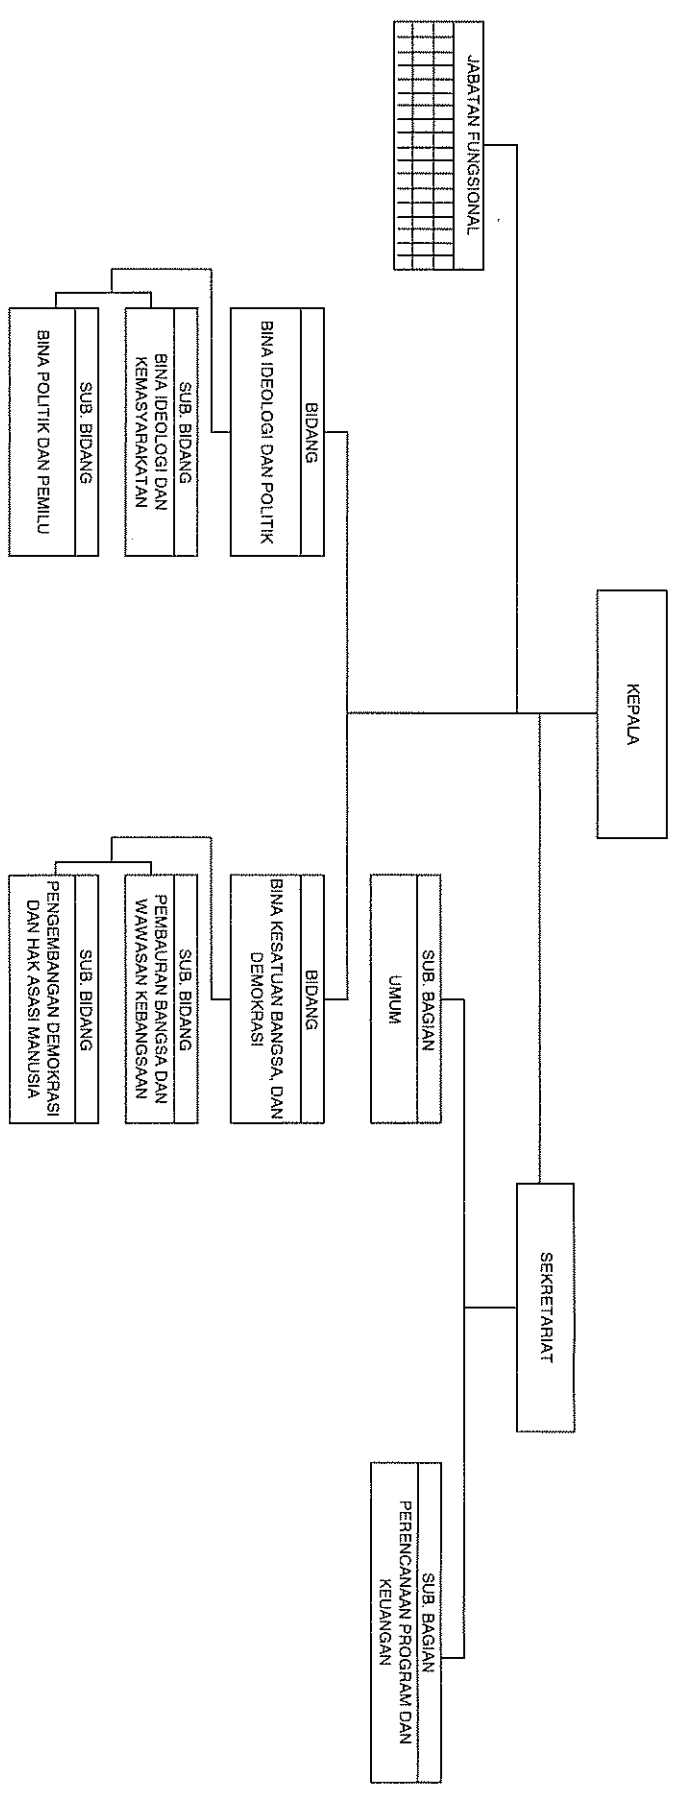 KEPALA
SEKRETARIAT
JABATAN FUNGSIONAL
SUB. BAGIAN
UMUM
SUB. BAGIAN
PERENCANAAN PROGRAM DAN
KEUANGAN
BIDANG
BINA IDEOLOGI DAN POLITIK
BIDANG
BINA KESATUAN BANGSA, DAN
DEMOKRASI
SUB. BIDANG
BINA IDEOLOGI DAN
KEMASYARAKATAN
SUB. BIDANG
PEMBAURAN BANGSA DAN
WAWASAN KEBANGSAAN
SUB. BIDANG
BINA POLITIK DAN PEMILU
SUB. BIDANG
PENGEMBANGAN DEMOKRASI
DAN HAK ASASI MANUSIA